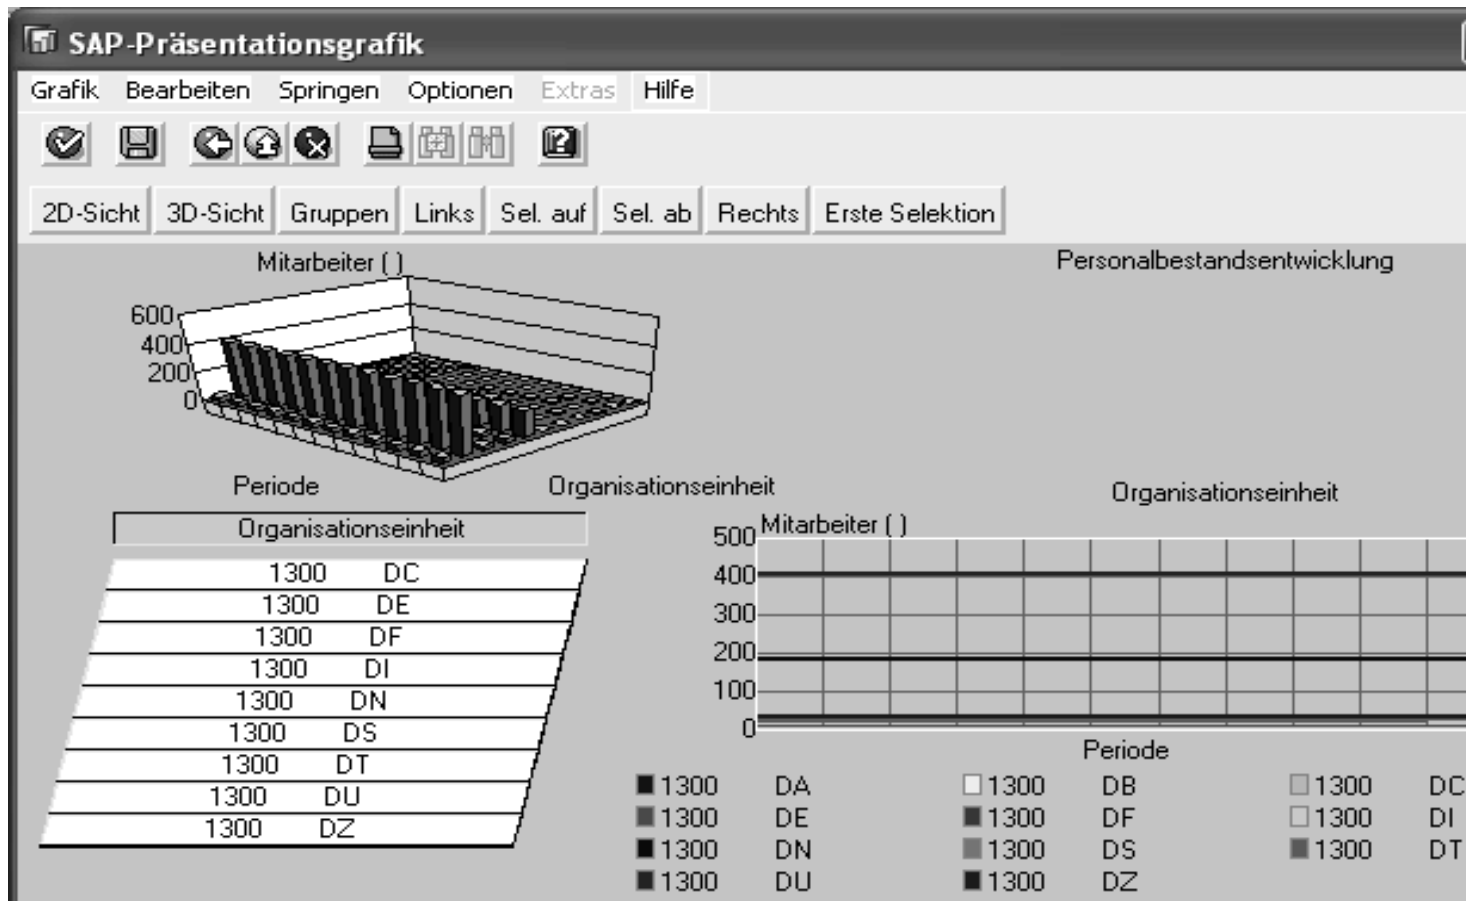 SAP-Präsentationsgrafik
Grafik Bearbeiten Springen Optionen Extras Hilfe
2D-Sicht 3D-Sicht Gruppen Links Sel. auf Sel. ab Rechts Erste Selektion
Mitarbeiter ( ) Personalbestandsentwicklung
600
400
200
0
Periode Organisationseinheit Organisationseinheit
Organisationseinheit
1300 DC
1300 DE
1300 DF
1300 DI
1300 DN
1300 DS
1300 DT
1300 DU
1300 DZ
Mitarbeiter ( )
500
400
300
200
100
0
Periode
1300 DA 1300 DB 1300 DC
1300 DE 1300 DF 1300 DI
1300 DN 1300 DS 1300 DT
1300 DU 1300 DZ